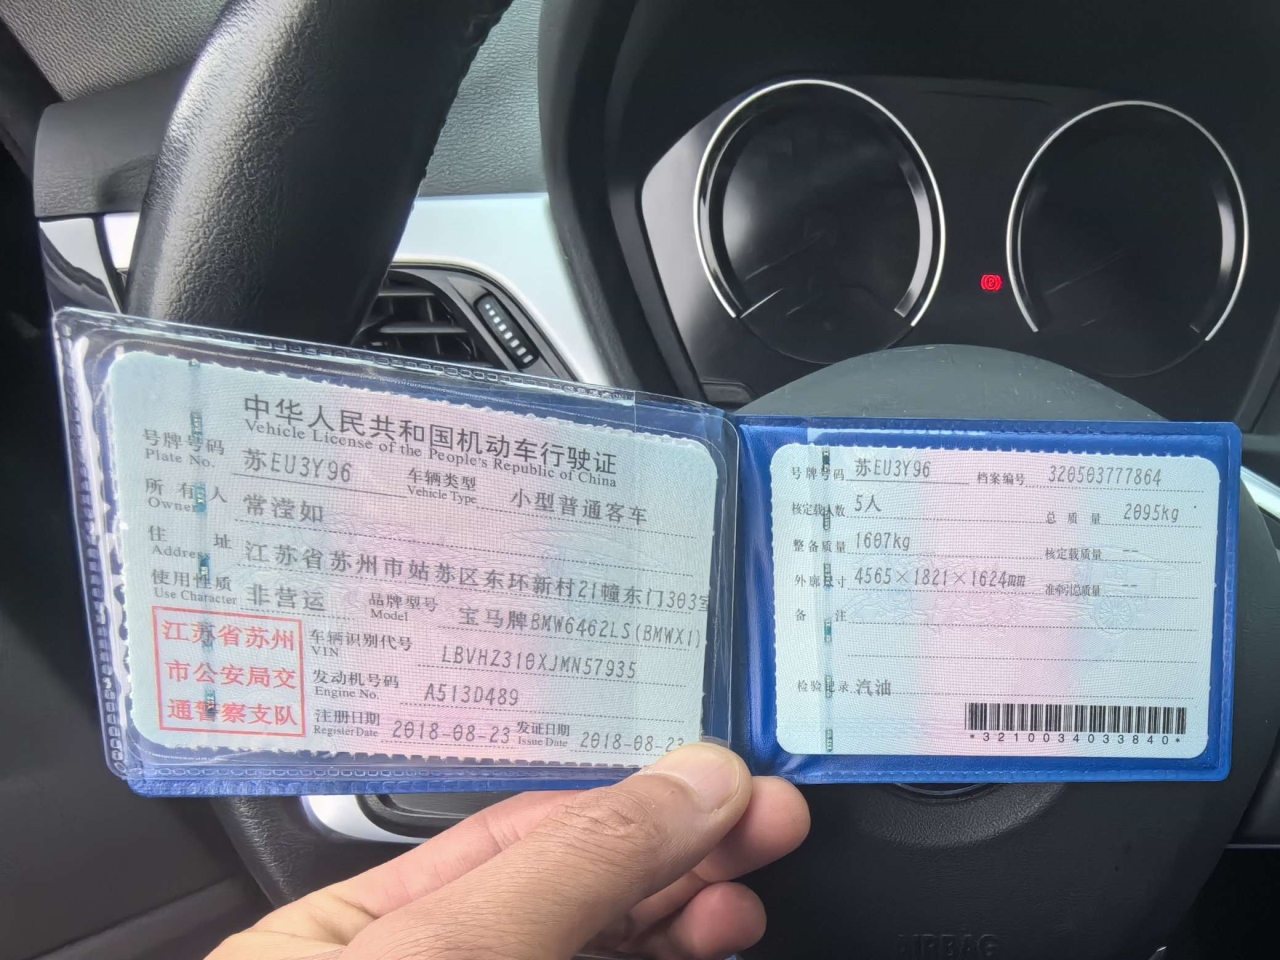 中华人民共和国机动车行驶证
Vehicle License of the People's Republic of China
号牌号码 苏EU3Y96 车辆类型 小型普通客车
Plate No. Vehicle Type
所有人 常滢如
Owner
住址 江苏省苏州市姑苏区东环新村21幢东门303室
Address
使用性质 非营运 品牌型号 宝马牌BMW6462LS(BMWX1)
Use Character Model
江苏省苏州
市公安局交
通警察支队
车辆识别代号 LBVHZ310XJMN57935
VIN
发动机号码 A513D489
Engine No.
注册日期 2018-08-23 发证日期 2018-08-23
Register Date Issue Date
号牌号码 苏EU3Y96 档案编号 320503777864
核定载人数 5人 总质量 2095kg
整备质量 1607kg 核定载质量 --
外廓尺寸 4565×1821×1624mm 准牵引总质量 --
备注
检验记录 汽油
*3210034033840*
AIRBAG